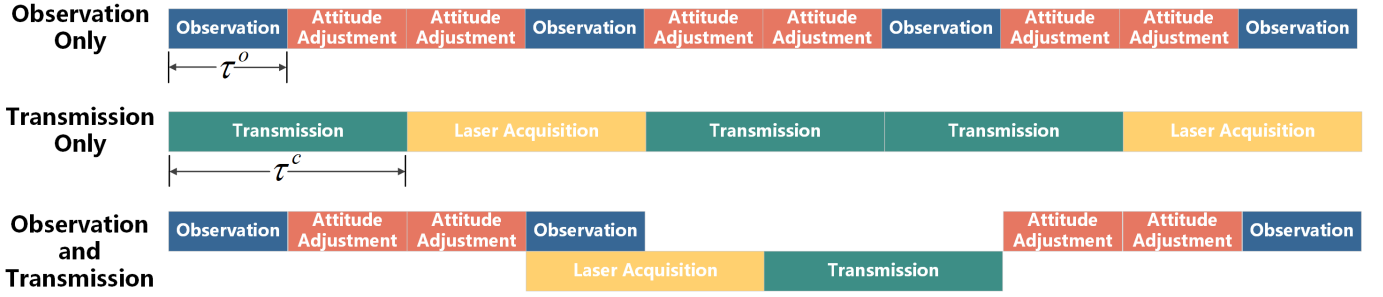 Observation
Only
Observation
Attitude
Adjustment
Attitude
Adjustment
Observation
Attitude
Adjustment
Attitude
Adjustment
Observation
Attitude
Adjustment
Attitude
Adjustment
Observation
τᵒ
Transmission
Only
Transmission
Laser Acquisition
Transmission
Transmission
Laser Acquisition
τᶜ
Observation
and
Transmission
Observation
Attitude
Adjustment
Attitude
Adjustment
Observation
Attitude
Adjustment
Attitude
Adjustment
Observation
Laser Acquisition
Transmission